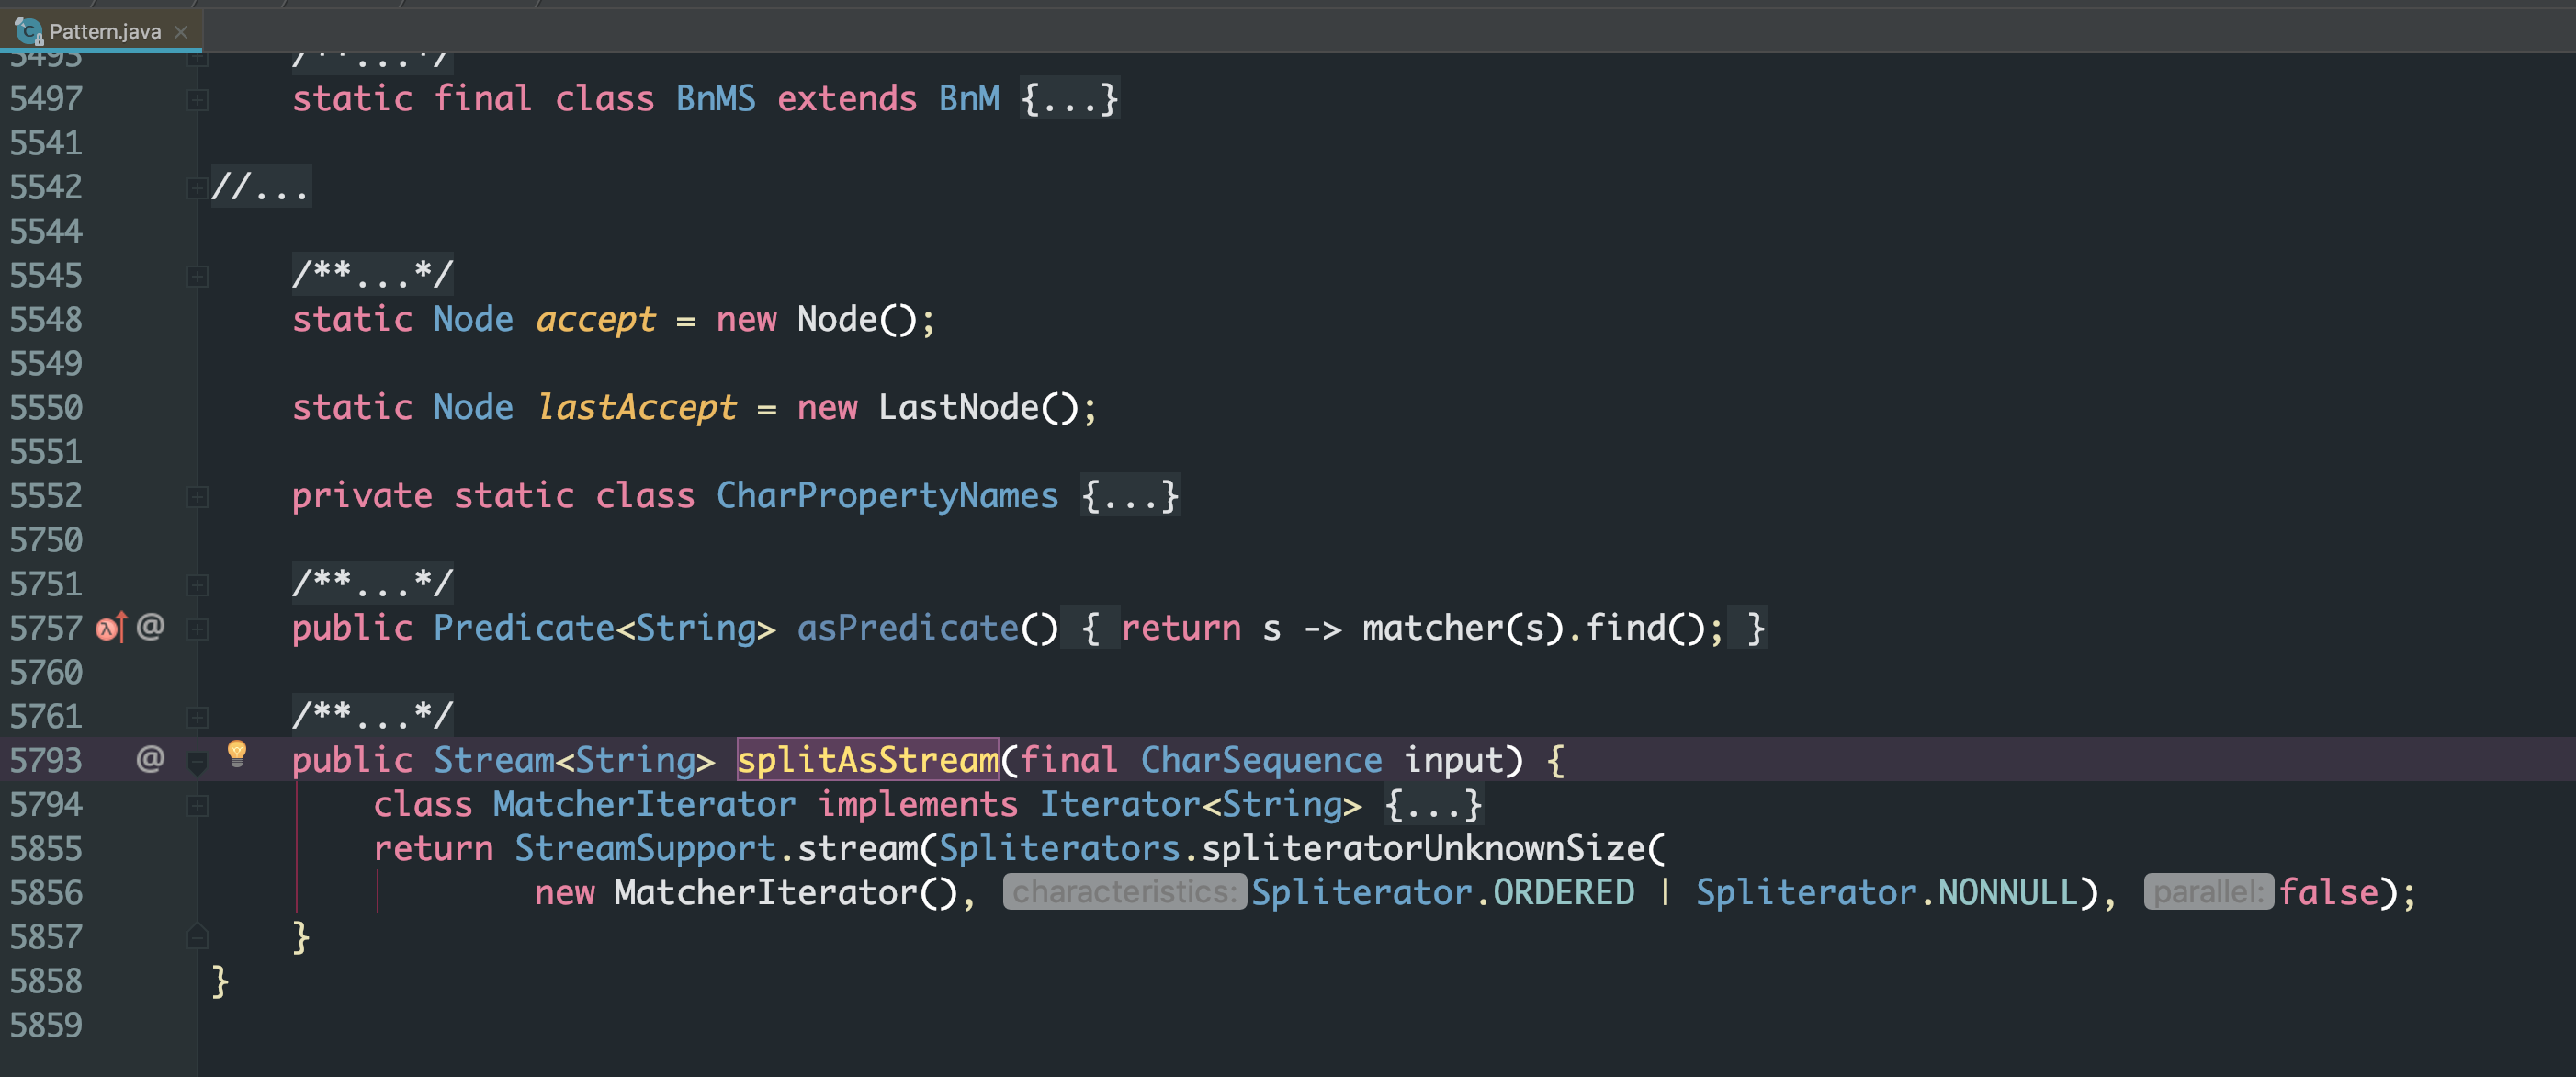 Pattern.java
5495 /**...*/
5497 static final class BnMS extends BnM {...}
5541
5542 //...
5544
5545 /**...*/
5548 static Node accept = new Node();
5549
5550 static Node lastAccept = new LastNode();
5551
5552 private static class CharPropertyNames {...}
5750
5751 /**...*/
5757 @ public Predicate<String> asPredicate() { return s -> matcher(s).find(); }
5760
5761 /**...*/
5793 @ public Stream<String> splitAsStream(final CharSequence input) {
5794 class MatcherIterator implements Iterator<String> {...}
5855 return StreamSupport.stream(Spliterators.spliteratorUnknownSize(
5856 new MatcherIterator(), characteristics: Spliterator.ORDERED | Spliterator.NONNULL), parallel: false);
5857 }
5858 }
5859